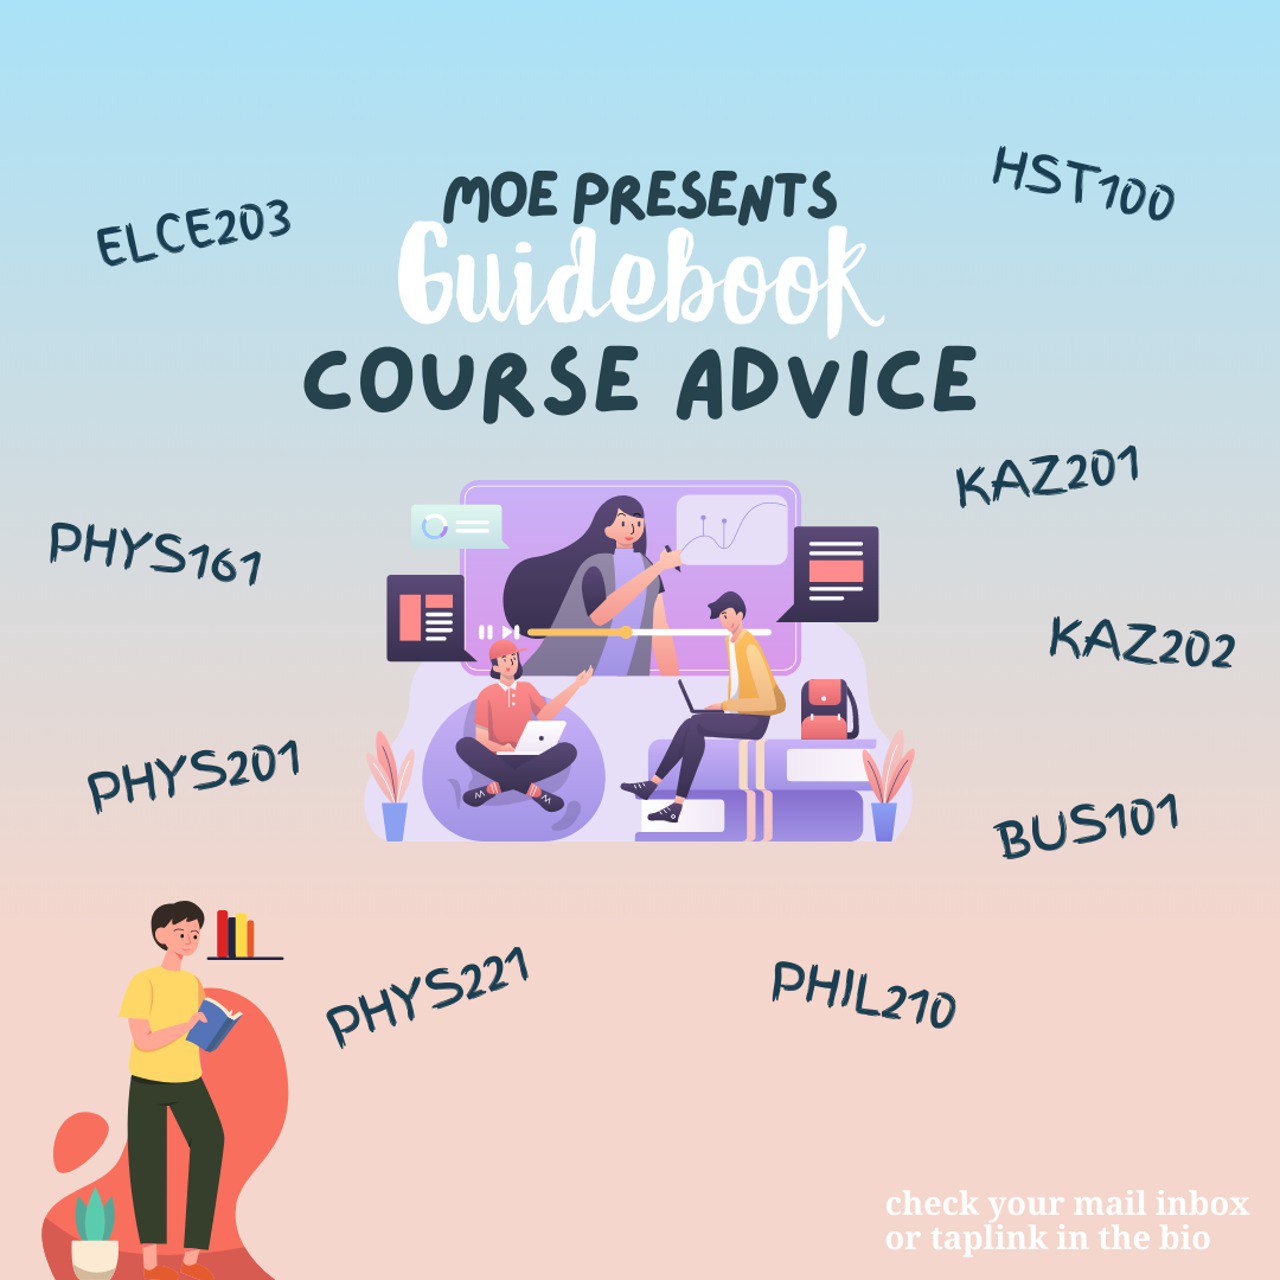 MOE PRESENTS
Guidebook
COURSE ADVICE
ELCE203
HST100
KAZ201
PHYS161
KAZ202
PHYS201
BUS101
PHYS221
PHIL210
check your mail inbox
or taplink in the bio